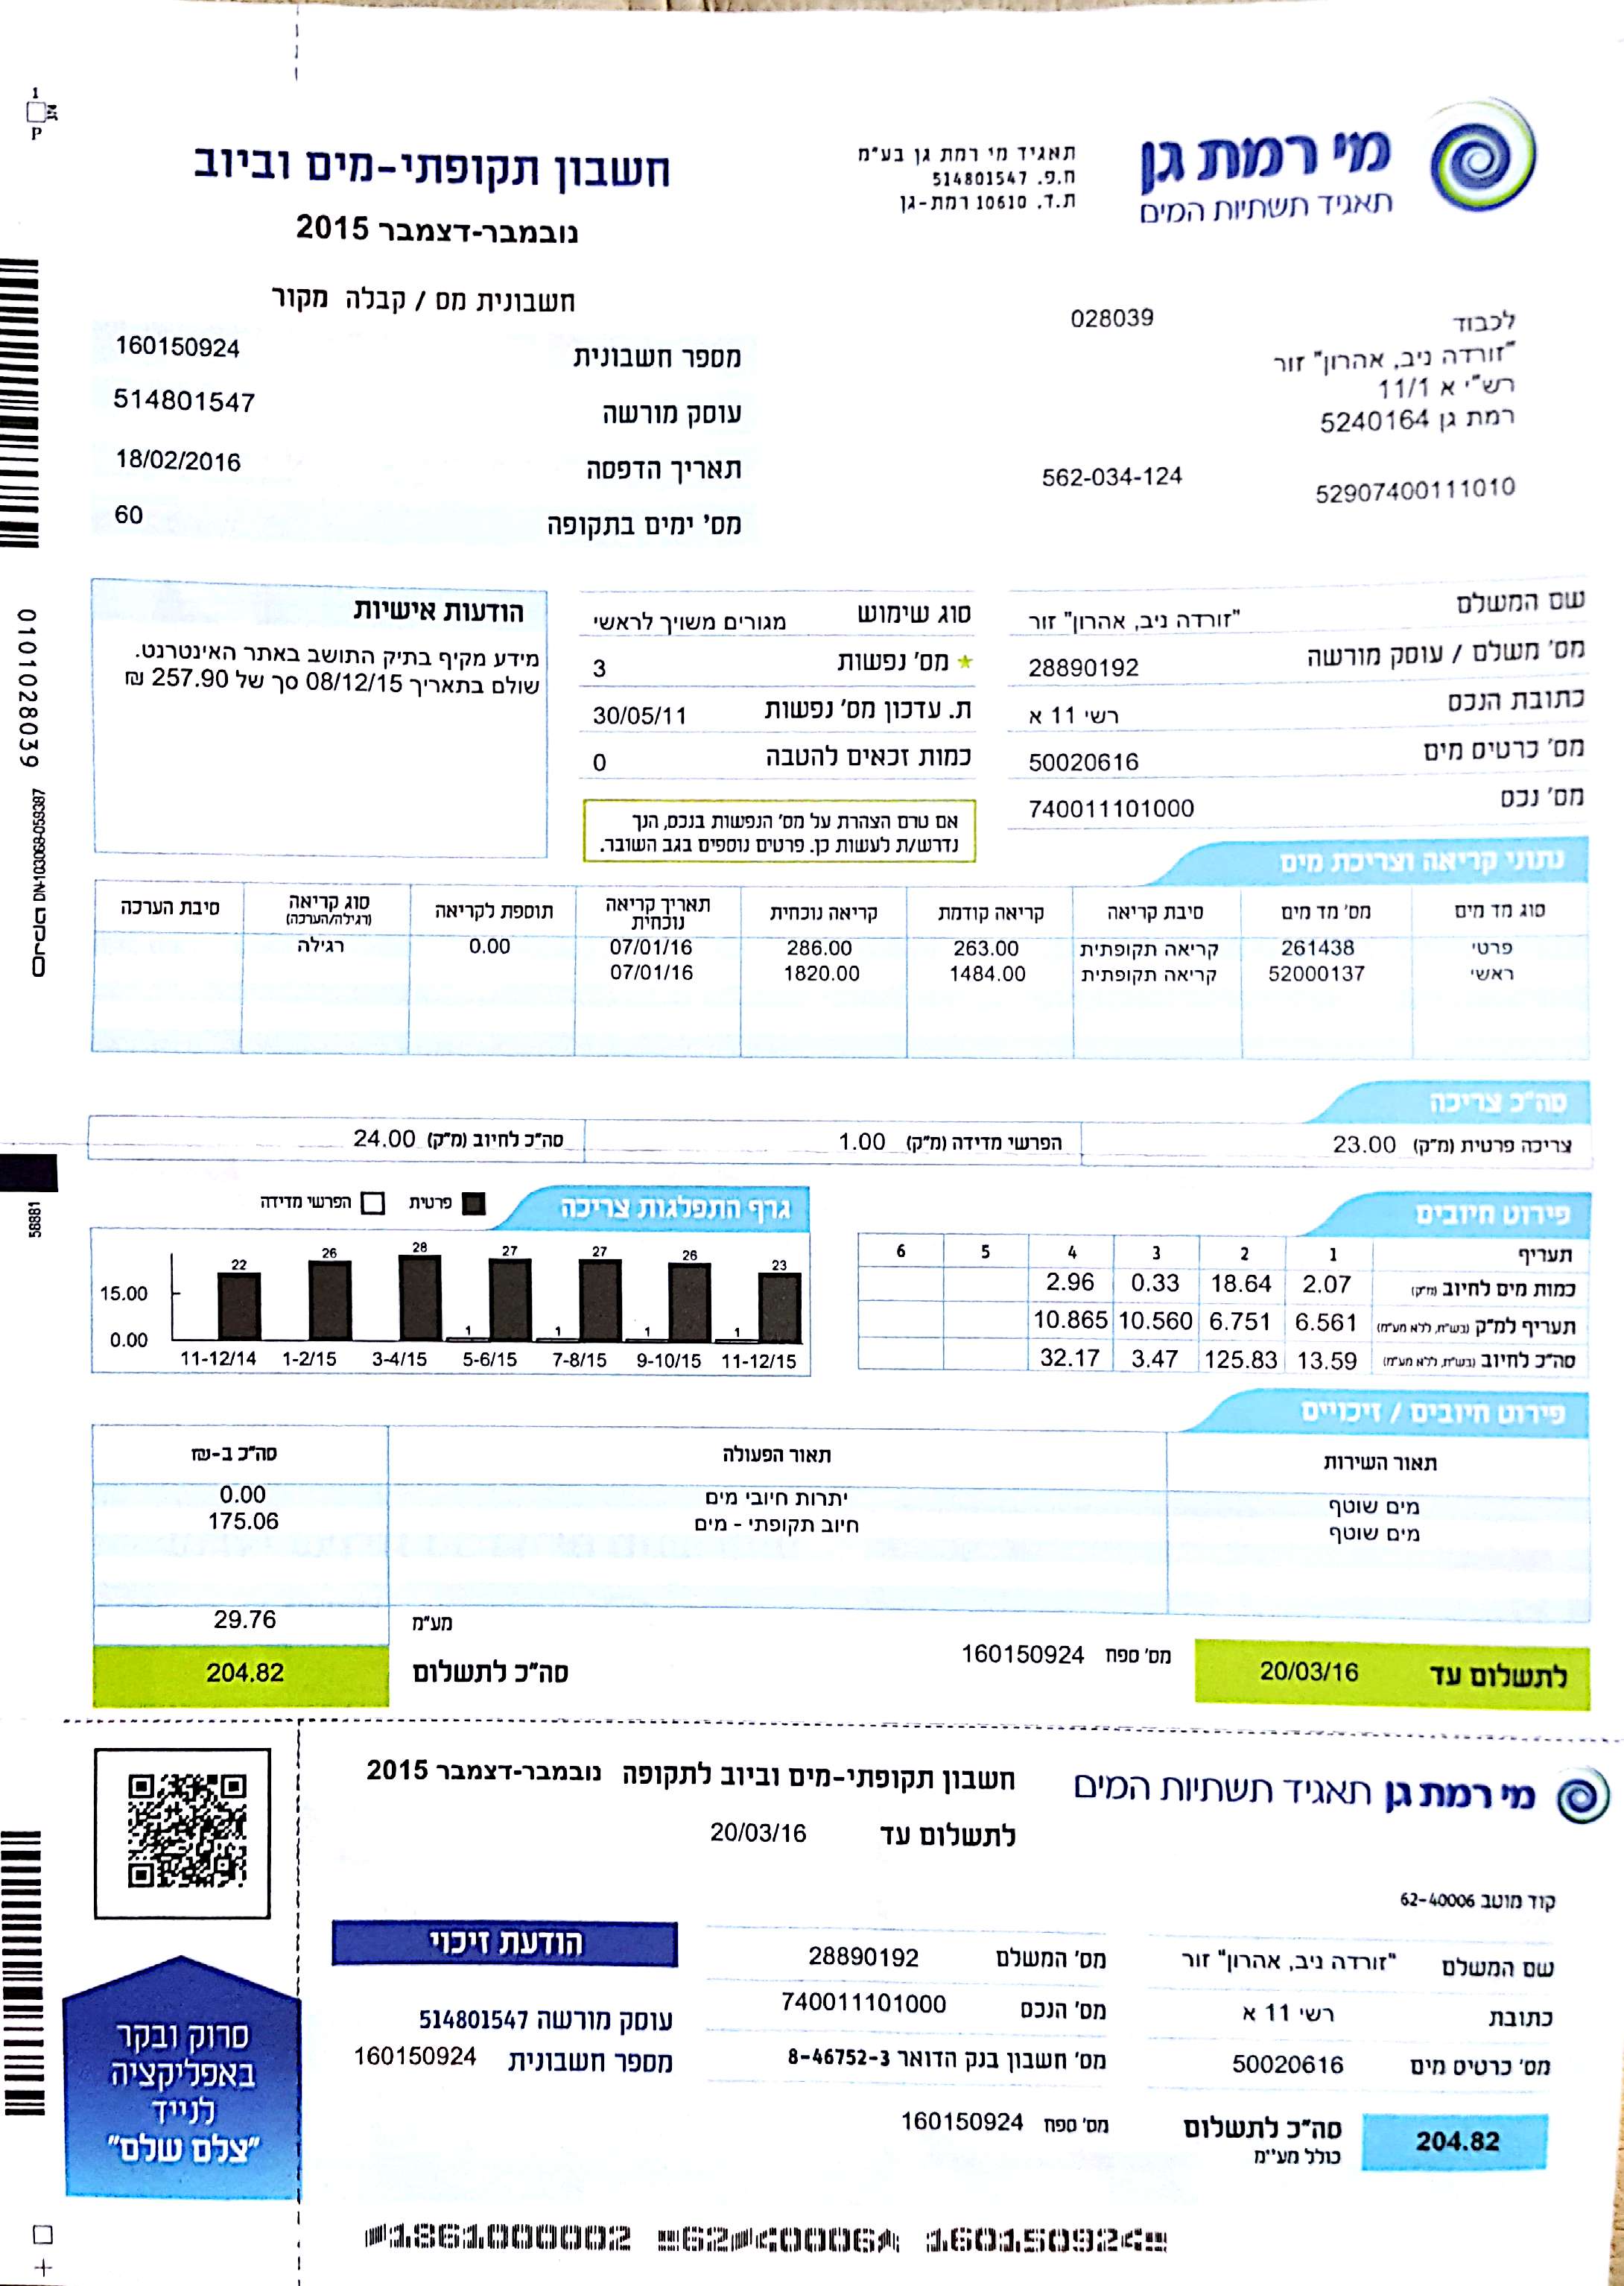 מי רמת גן
תאגיד תשתיות המים
תאגיד מי רמת גן בע"מ
ח.פ. 514801547
ת.ד. 10610 רמת-גן
חשבון תקופתי-מים וביוב
נובמבר-דצמבר 2015
חשבונית מס / קבלה מקור
מספר חשבונית 160150924
עוסק מורשה 514801547
תאריך הדפסה 18/02/2016
מס' ימים בתקופה 60
לכבוד 028039
"זורדה ניב, אהרון" זור
רש"י א 11/1
רמת גן 5240164
52907400111010 562-034-124
שם המשלם "זורדה ניב, אהרון" זור
מס' משלם / עוסק מורשה 28890192
כתובת הנכס רשי 11 א
מס' כרטיס מים 50020616
מס' נכס 740011101000
סוג שימוש מגורים משויך לראשי
* מס' נפשות 3
ת. עדכון מס' נפשות 30/05/11
כמות זכאים להטבה 0
אם טרם הצהרת על מס' הנפשות בנכס, הנך
נדרש/ת לעשות כן. פרטים נוספים בגב השובר.
הודעות אישיות
מידע מקיף בתיק התושב באתר האינטרנט.
שולם בתאריך 08/12/15 סך של 257.90 ₪
נתוני קריאה וצריכת מים
סוג מד מים מס' מד מים סיבת קריאה קריאה קודמת קריאה נוכחית תאריך קריאה נוכחית תוספת לקריאה סוג קריאה (רגילה/הערכה) סיבת הערכה
פרטי 261438 קריאה תקופתית 263.00 286.00 07/01/16 0.00 רגילה
ראשי 52000137 קריאה תקופתית 1484.00 1820.00 07/01/16
סה"כ צריכה
צריכה פרטית (מ"ק) 23.00 הפרשי מדידה (מ"ק) 1.00 סה"כ לחיוב (מ"ק) 24.00
פירוט חיובים
תעריף 1 2 3 4 5 6
כמות מים לחיוב (מ"ק) 2.07 18.64 0.33 2.96
תעריף למ"ק (בש"ח, ללא מע"מ) 6.561 6.751 10.560 10.865
סה"כ לחיוב (בש"ח, ללא מע"מ) 13.59 125.83 3.47 32.17
גרף התפלגות צריכה
פרטית הפרשי מדידה
22 26 28 27 27 26 23
15.00
1 1 1 1
0.00
11-12/14 1-2/15 3-4/15 5-6/15 7-8/15 9-10/15 11-12/15
פירוט חיובים / זיכויים
תאור השירות תאור הפעולה סה"כ ב-₪
מים שוטף יתרות חיובי מים 0.00
מים שוטף חיוב תקופתי - מים 175.06
מע"מ 29.76
לתשלום עד 20/03/16 מס' ספח 160150924 סה"כ לתשלום 204.82
מי רמת גן תאגיד תשתיות המים
חשבון תקופתי-מים וביוב לתקופה נובמבר-דצמבר 2015
לתשלום עד 20/03/16
קוד מוטב 62-40006
שם המשלם "זורדה ניב, אהרון" זור
כתובת רשי 11 א
מס' כרטיס מים 50020616
מס' המשלם 28890192
מס' הנכס 740011101000
מס' חשבון בנק הדואר 8-46752-3
הודעת זיכוי
עוסק מורשה 514801547
מספר חשבונית 160150924
מס' ספח 160150924
סה"כ לתשלום 204.82
כולל מע"מ
סרוק ובקר
באפליקציה
לנייד
"צלם שלם"
0101028039
DN-103068-059387
56881
1
P